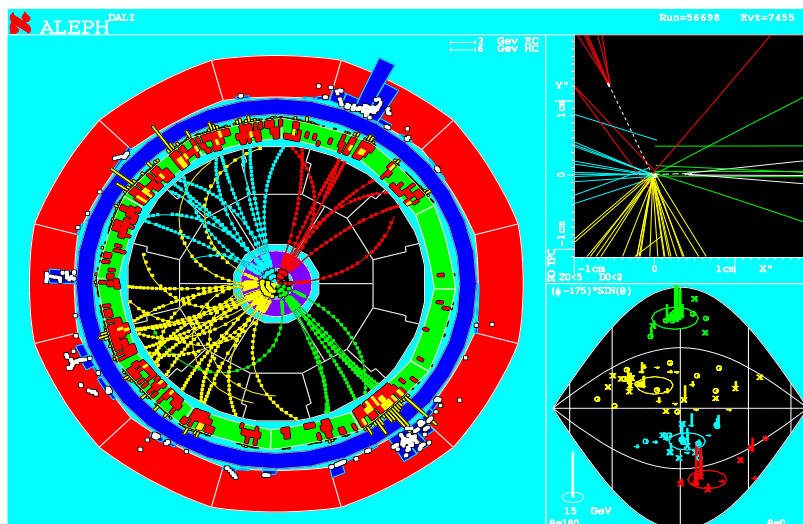 ALEPH DALI
Run=56698 Evt=7455
3 Gev EC
6 Gev HC
Y"
1cm
0
-1cm
-1cm 0 1cm X"
RO TPC
Z0<5 D0<2
(φ-175)*SIN(θ)
15 GeV
θ=180 θ=0